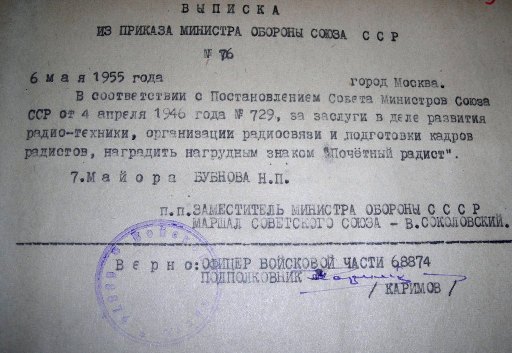 ВЫПИСКА
ИЗ ПРИКАЗА МИНИСТРА ОБОРОНЫ СОЮЗА ССР
№ 76
6 мая 1955 года город Москва.
В соответствии с Постановлением Совета Министров Союза
ССР от 4 апреля 1946 года № 729, за заслуги в деле развития
радио-техники, организации радиосвязи и подготовки кадров
радистов, наградить нагрудным знаком "Почётный радист".
7. Майора БУБНОВА Н.П.
п.п. ЗАМЕСТИТЕЛЬ МИНИСТРА ОБОРОНЫ СССР
МАРШАЛ СОВЕТСКОГО СОЮЗА - В.СОКОЛОВСКИЙ.
Верно: ОФИЦЕР ВОЙСКОВОЙ ЧАСТИ 68874
ПОДПОЛКОВНИК
/ КАРИМОВ /